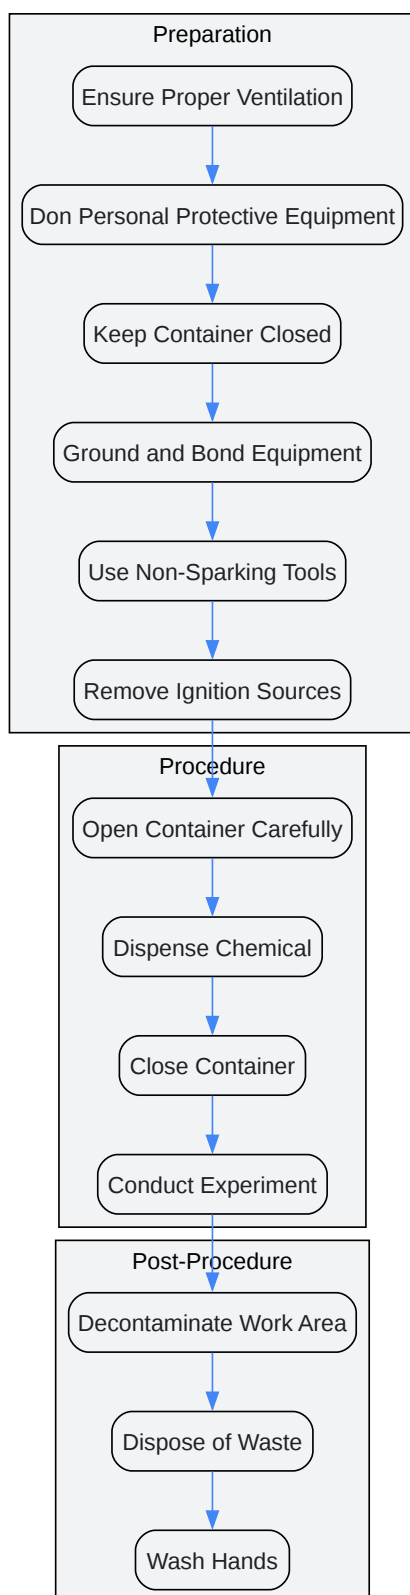 Preparation
Ensure Proper Ventilation
Don Personal Protective Equipment
Keep Container Closed
Ground and Bond Equipment
Use Non-Sparking Tools
Remove Ignition Sources
Procedure
Open Container Carefully
Dispense Chemical
Close Container
Conduct Experiment
Post-Procedure
Decontaminate Work Area
Dispose of Waste
Wash Hands